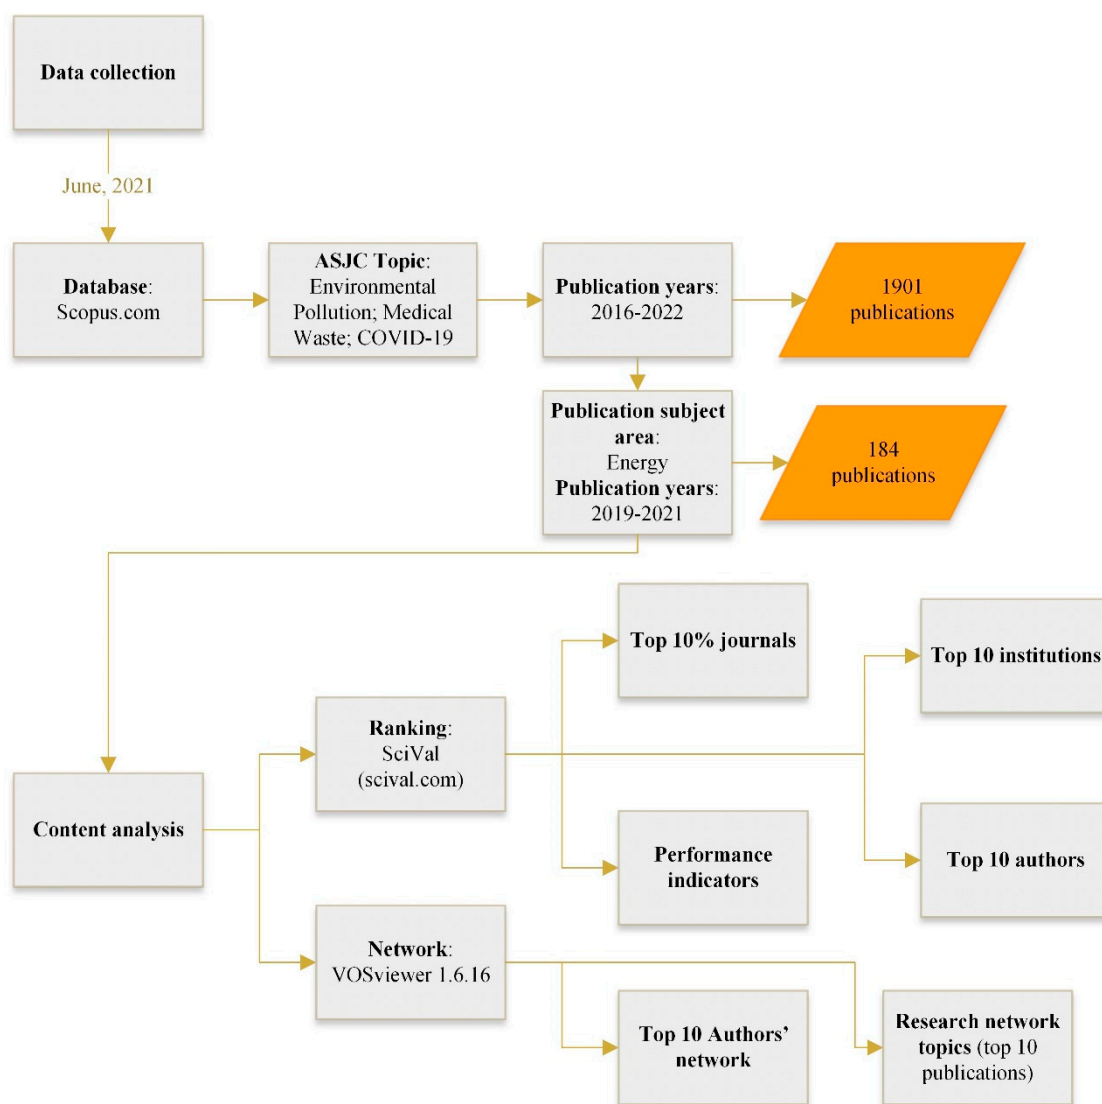 Data collection
June, 2021
Database:
Scopus.com
ASJC Topic:
Environmental
Pollution; Medical
Waste; COVID-19
Publication years:
2016-2022
1901
publications
Publication subject
area:
Energy
Publication years:
2019-2021
184
publications
Content analysis
Ranking:
SciVal
(scival.com)
Top 10% journals
Top 10 institutions
Performance
indicators
Top 10 authors
Network:
VOSviewer 1.6.16
Top 10 Authors’
network
Research network
topics (top 10
publications)